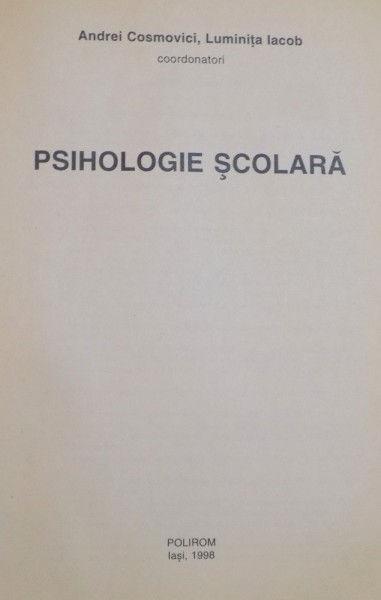 Andrei Cosmovici, Luminița Iacob
coordonatori
PSIHOLOGIE ȘCOLARĂ
POLIROM
Iași, 1998